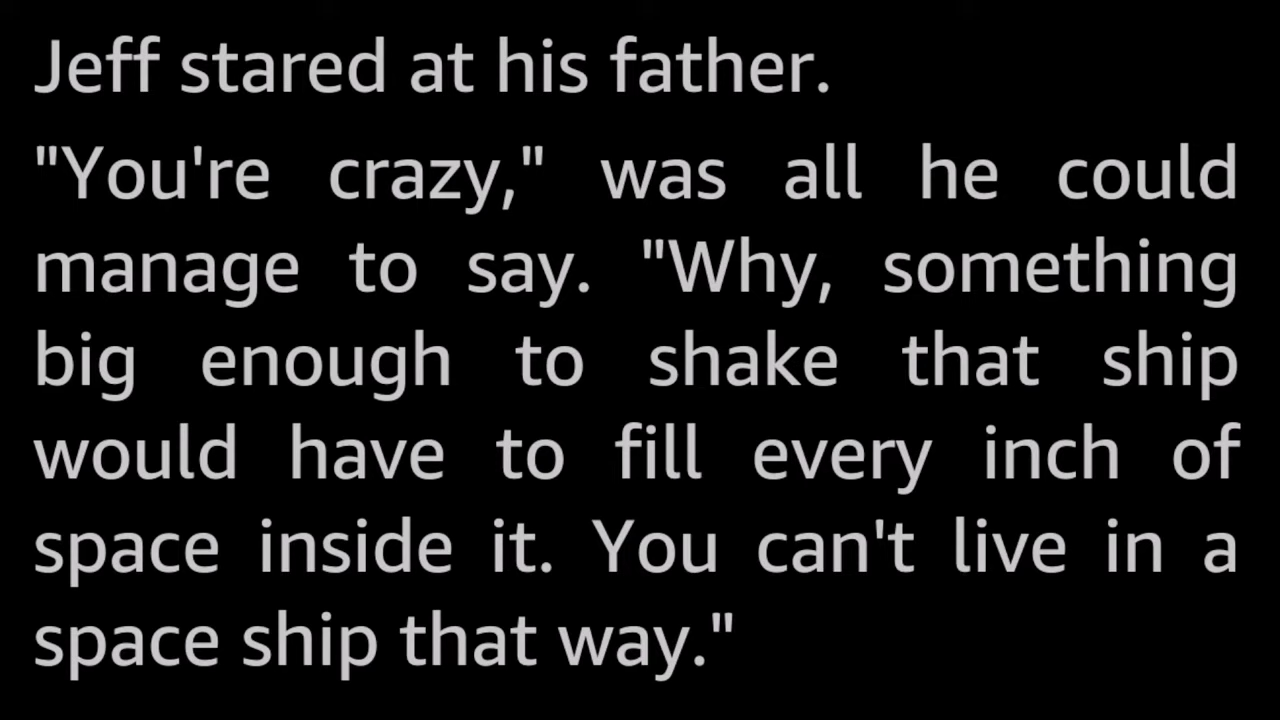 Jeff stared at his father.
"You're crazy," was all he could
manage to say. "Why, something
big enough to shake that ship
would have to fill every inch of
space inside it. You can't live in a
space ship that way."